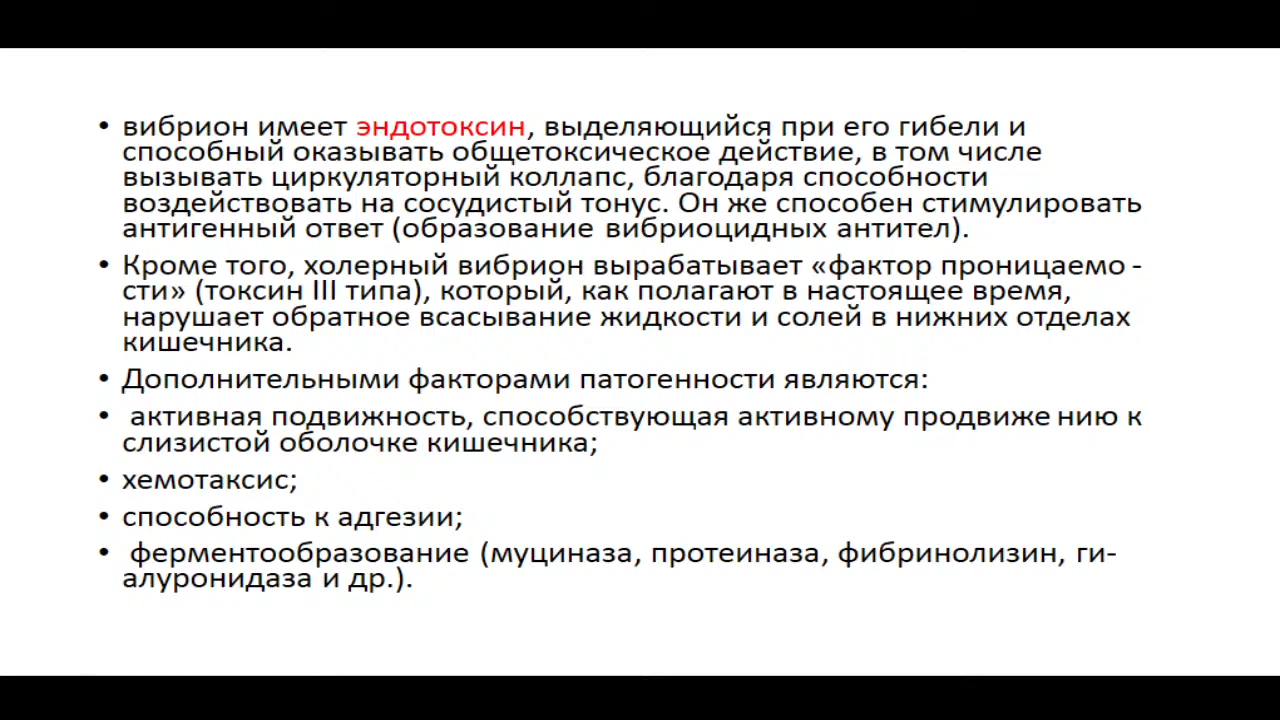 • вибрион имеет эндотоксин, выделяющийся при его гибели и
способный оказывать общетоксическое действие, в том числе
вызывать циркуляторный коллапс, благодаря способности
воздействовать на сосудистый тонус. Он же способен стимулировать
антигенный ответ (образование вибриоцидных антител).
• Кроме того, холерный вибрион вырабатывает «фактор проницаемо -
сти» (токсин III типа), который, как полагают в настоящее время,
нарушает обратное всасывание жидкости и солей в нижних отделах
кишечника.
• Дополнительными факторами патогенности являются:
• активная подвижность, способствующая активному продвиже нию к
слизистой оболочке кишечника;
• хемотаксис;
• способность к адгезии;
• ферментообразование (муциназа, протеиназа, фибринолизин, ги-
алуронидаза и др.).